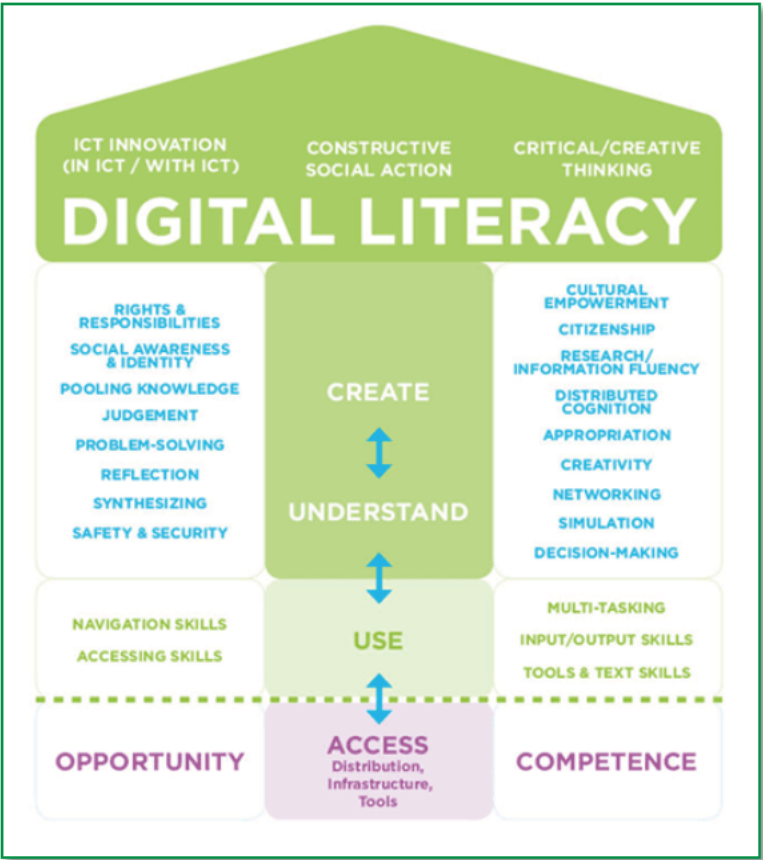 ICT INNOVATION
(IN ICT / WITH ICT)
CONSTRUCTIVE
SOCIAL ACTION
CRITICAL/CREATIVE
THINKING
DIGITAL LITERACY
RIGHTS &
RESPONSIBILITIES
SOCIAL AWARENESS
& IDENTITY
POOLING KNOWLEDGE
JUDGEMENT
PROBLEM-SOLVING
REFLECTION
SYNTHESIZING
SAFETY & SECURITY
CREATE
UNDERSTAND
CULTURAL
EMPOWERMENT
CITIZENSHIP
RESEARCH/
INFORMATION FLUENCY
DISTRIBUTED
COGNITION
APPROPRIATION
CREATIVITY
NETWORKING
SIMULATION
DECISION-MAKING
NAVIGATION SKILLS
ACCESSING SKILLS
USE
MULTI-TASKING
INPUT/OUTPUT SKILLS
TOOLS & TEXT SKILLS
OPPORTUNITY
ACCESS
Distribution,
Infrastructure,
Tools
COMPETENCE